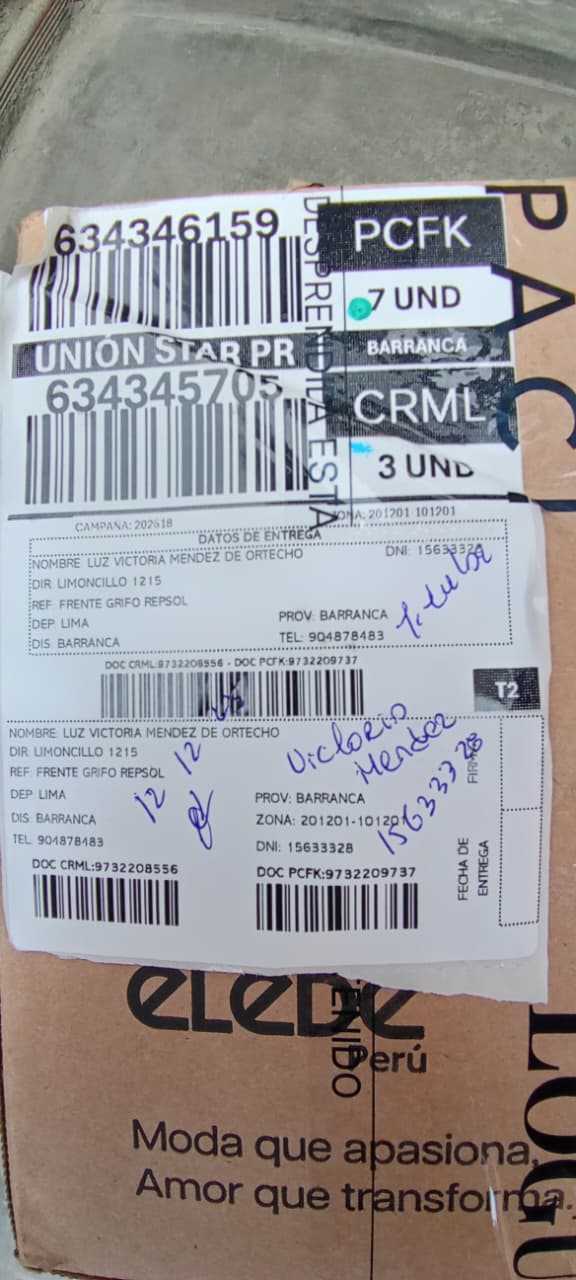 634346159
PCFK
7 UND
UNIÓN STAR PR
BARRANCA
634345705
CRML
3 UND
DESPRENDIDA ESTA
PAC
CAMPAÑA: 202618
ZONA: 201201-101201
DATOS DE ENTREGA
NOMBRE LUZ VICTORIA MENDEZ DE ORTECHO
DNI: 15633328
DIR: LIMONCILLO 1215
REF: FRENTE GRIFO REPSOL
DEP: LIMA
PROV: BARRANCA
DIS: BARRANCA
TEL: 904878483
Titular
DOC CRML:9732208556 - DOC PCFK:9732209737
T2
NOMBRE: LUZ VICTORIA MENDEZ DE ORTECHO
DIR: LIMONCILLO 1215
REF: FRENTE GRIFO REPSOL
DEP: LIMA
PROV: BARRANCA
DIS: BARRANCA
ZONA: 201201-101201
TEL: 904878483
DNI: 15633328
12 12
Victoria
Mendez
15633328
FECHA DE
ENTREGA
DOC CRML:9732208556
DOC PCFK:9732209737
ELEDE
Perú
Moda que apasiona,
Amor que transforma.
ENIDO
LOGU